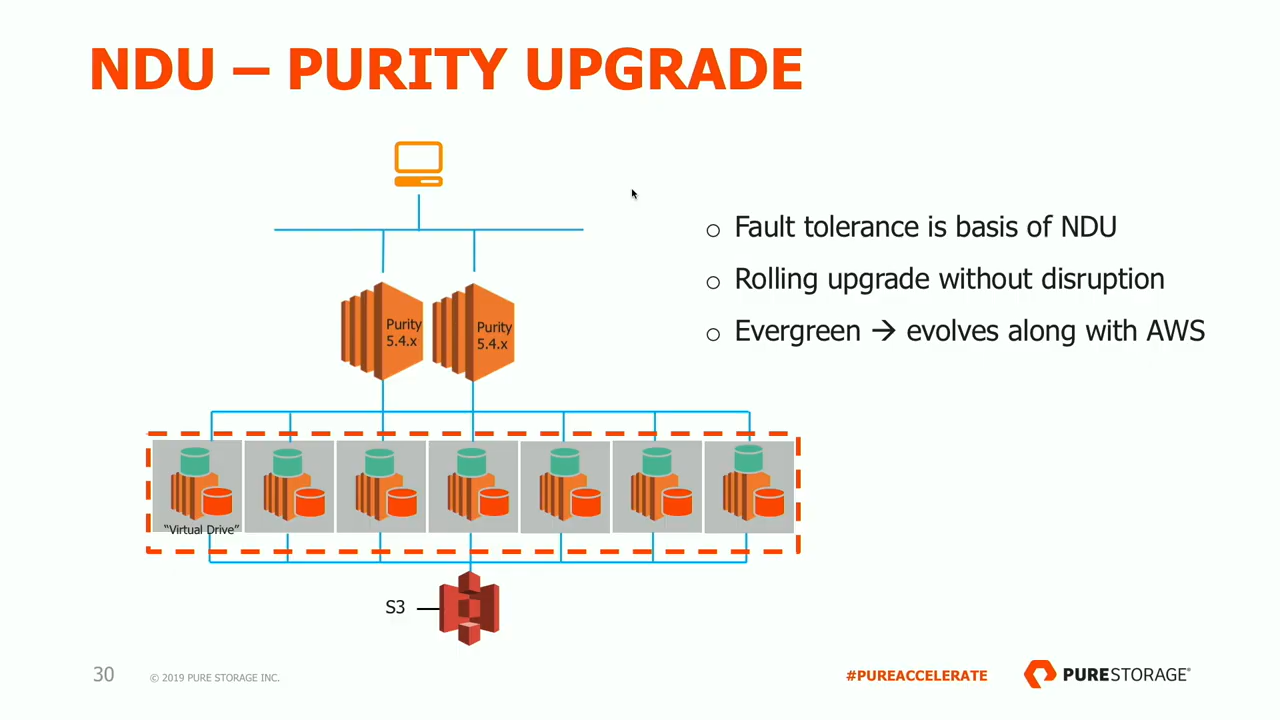 NDU – PURITY UPGRADE
○ Fault tolerance is basis of NDU
○ Rolling upgrade without disruption
○ Evergreen → evolves along with AWS
Purity
5.4.x
Purity
5.4.x
“Virtual Drive”
S3
30
© 2019 PURE STORAGE INC.
#PUREACCELERATE
PURESTORAGE®